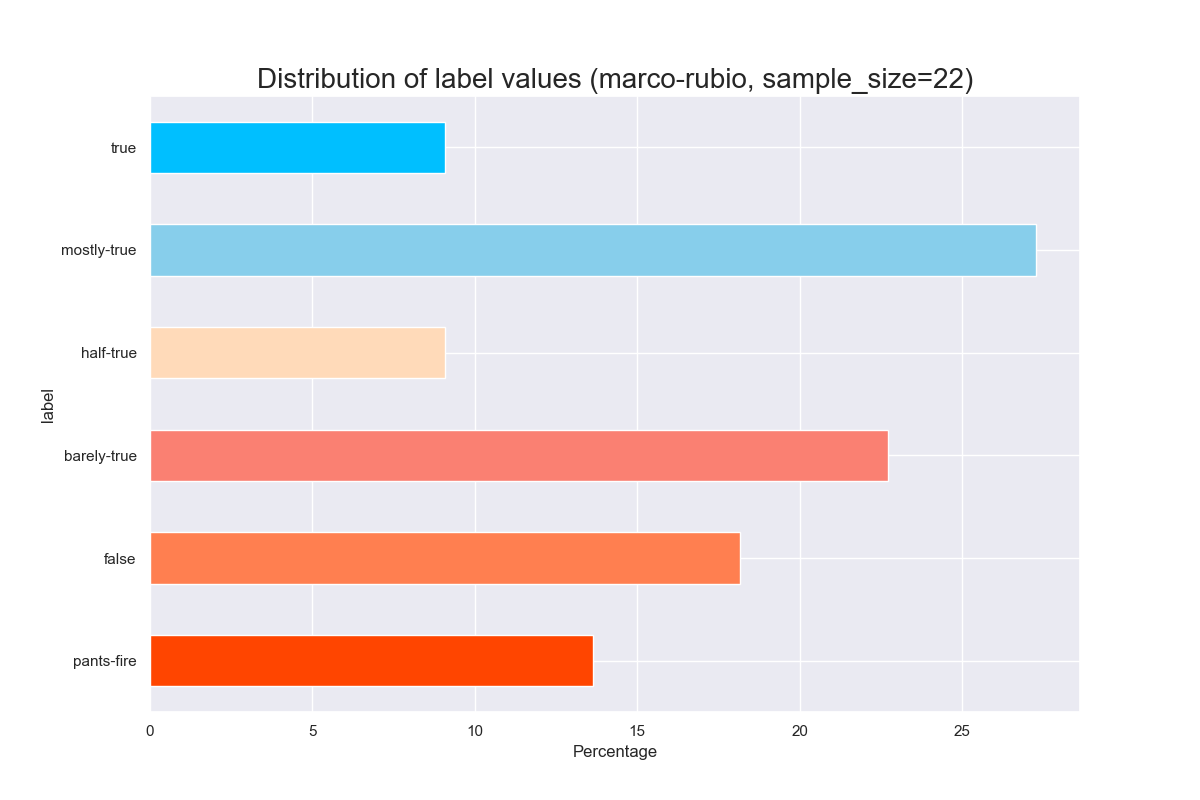 Distribution of label values (marco-rubio, sample_size=22)
true
mostly-true
half-true
label
barely-true
false
pants-fire
0 5 10 15 20 25
Percentage